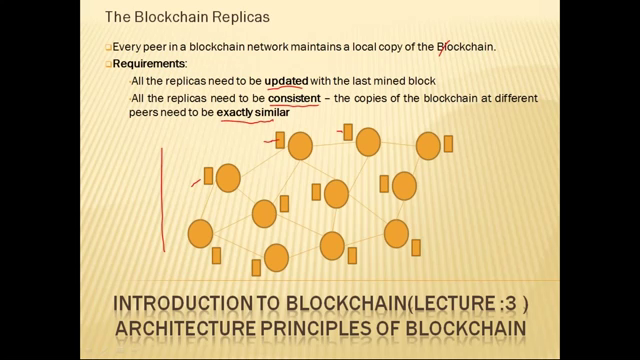 The Blockchain Replicas
Every peer in a blockchain network maintains a local copy of the Blockchain.
Requirements:
All the replicas need to be updated with the last mined block
All the replicas need to be consistent – the copies of the blockchain at different
peers need to be exactly similar
INTRODUCTION TO BLOCKCHAIN(LECTURE :3 )
ARCHITECTURE PRINCIPLES OF BLOCKCHAIN